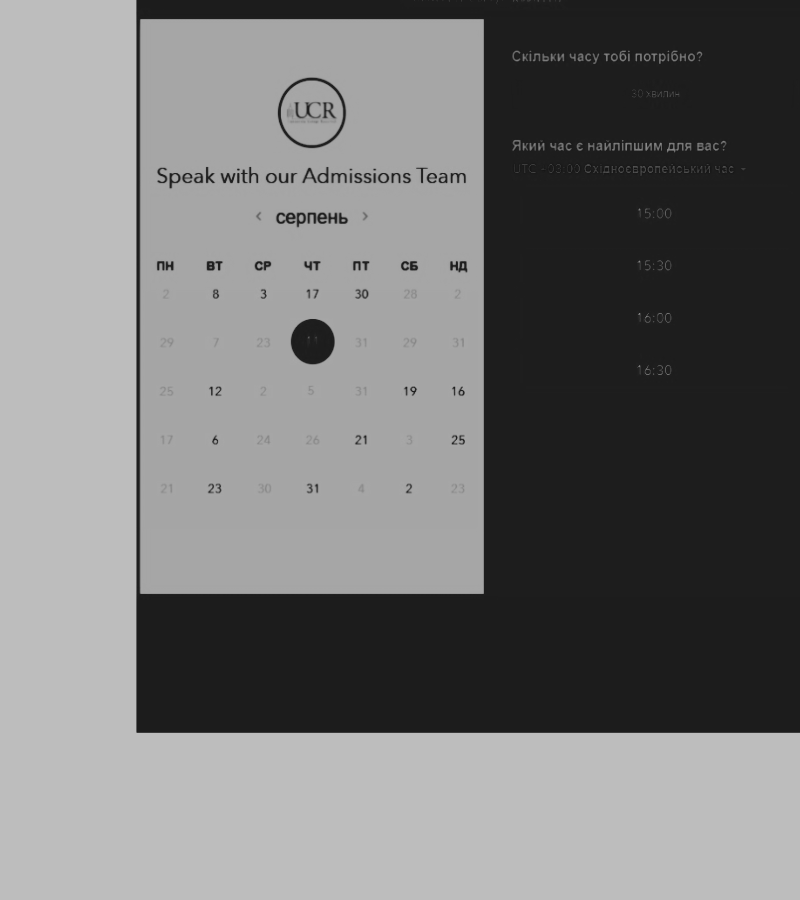 UCR
Speak with our Admissions Team
‹ серпень ›
ПН ВТ СР ЧТ ПТ СБ НД
2 8 3 17 30 28 2
29 7 23 11 31 29 31
25 12 2 5 31 19 16
17 6 24 26 21 3 25
21 23 30 31 4 2 23
Скільки часу тобі потрібно?
30 хвилин
Який час є найліпшим для вас?
UTC +03:00 Східноєвропейський час
15:00
15:30
16:00
16:30